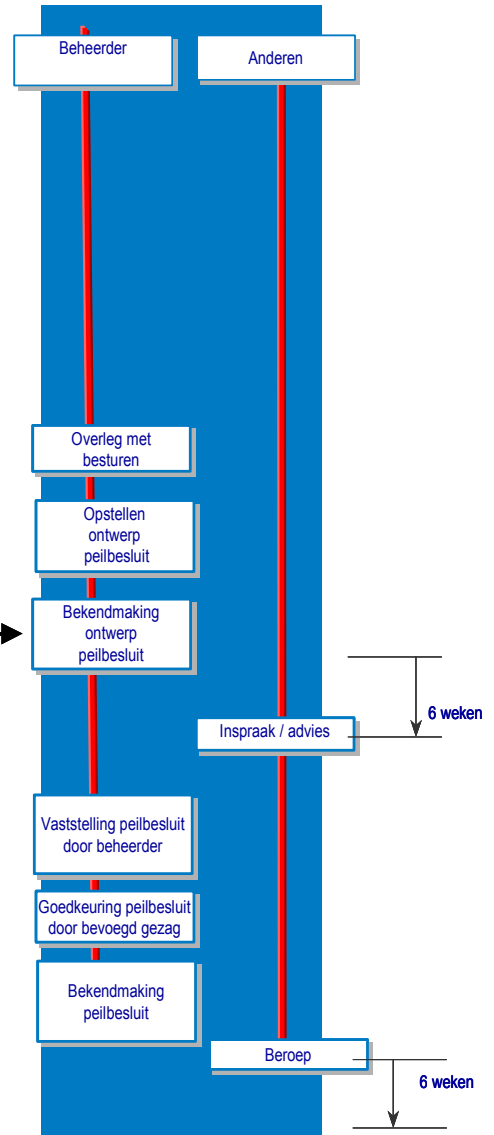 Beheerder
Anderen
Overleg met
besturen
Opstellen
ontwerp
peilbesluit
Bekendmaking
ontwerp
peilbesluit
6 weken
Inspraak / advies
Vaststelling peilbesluit
door beheerder
Goedkeuring peilbesluit
door bevoegd gezag
Bekendmaking
peilbesluit
Beroep
6 weken